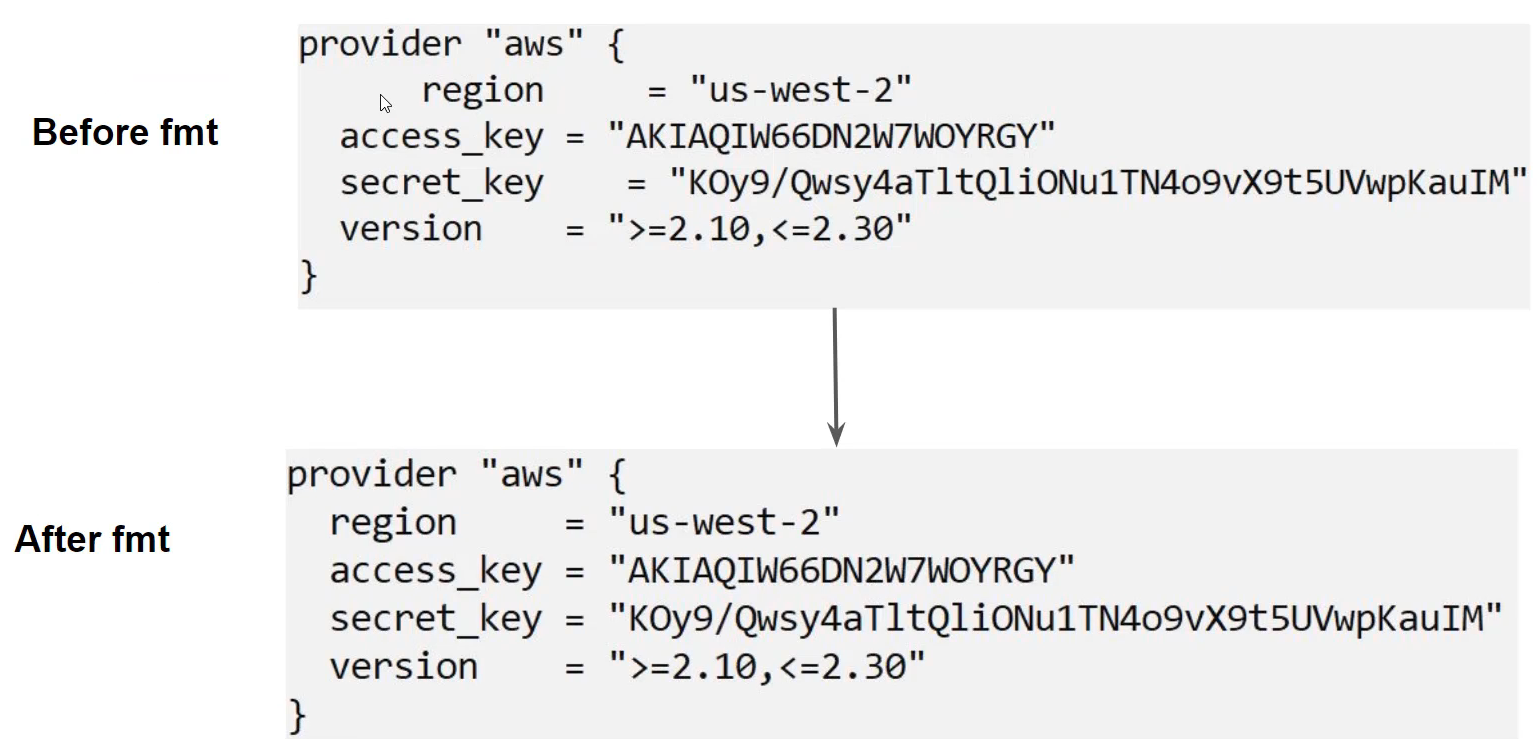 Before fmt
provider "aws" {
region = "us-west-2"
access_key = "AKIAQIW66DN2W7WOYRGY"
secret_key = "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"
version = ">=2.10,<=2.30"
}
After fmt
provider "aws" {
region = "us-west-2"
access_key = "AKIAQIW66DN2W7WOYRGY"
secret_key = "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"
version = ">=2.10,<=2.30"
}